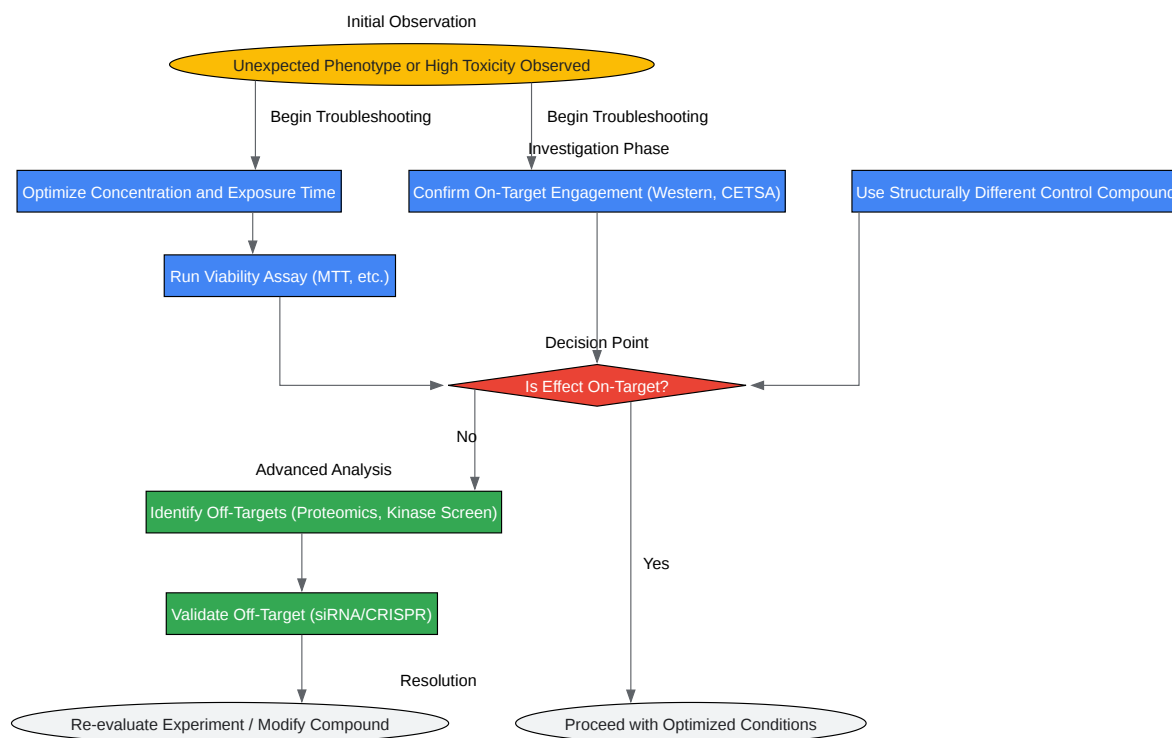 Initial Observation
Unexpected Phenotype or High Toxicity Observed
Begin Troubleshooting
Begin Troubleshooting
Investigation Phase
Optimize Concentration and Exposure Time
Confirm On-Target Engagement (Western, CETSA)
Use Structurally Different Control Compound
Run Viability Assay (MTT, etc.)
Decision Point
Is Effect On-Target?
No
Advanced Analysis
Identify Off-Targets (Proteomics, Kinase Screen)
Yes
Validate Off-Target (siRNA/CRISPR)
Resolution
Re-evaluate Experiment / Modify Compound
Proceed with Optimized Conditions